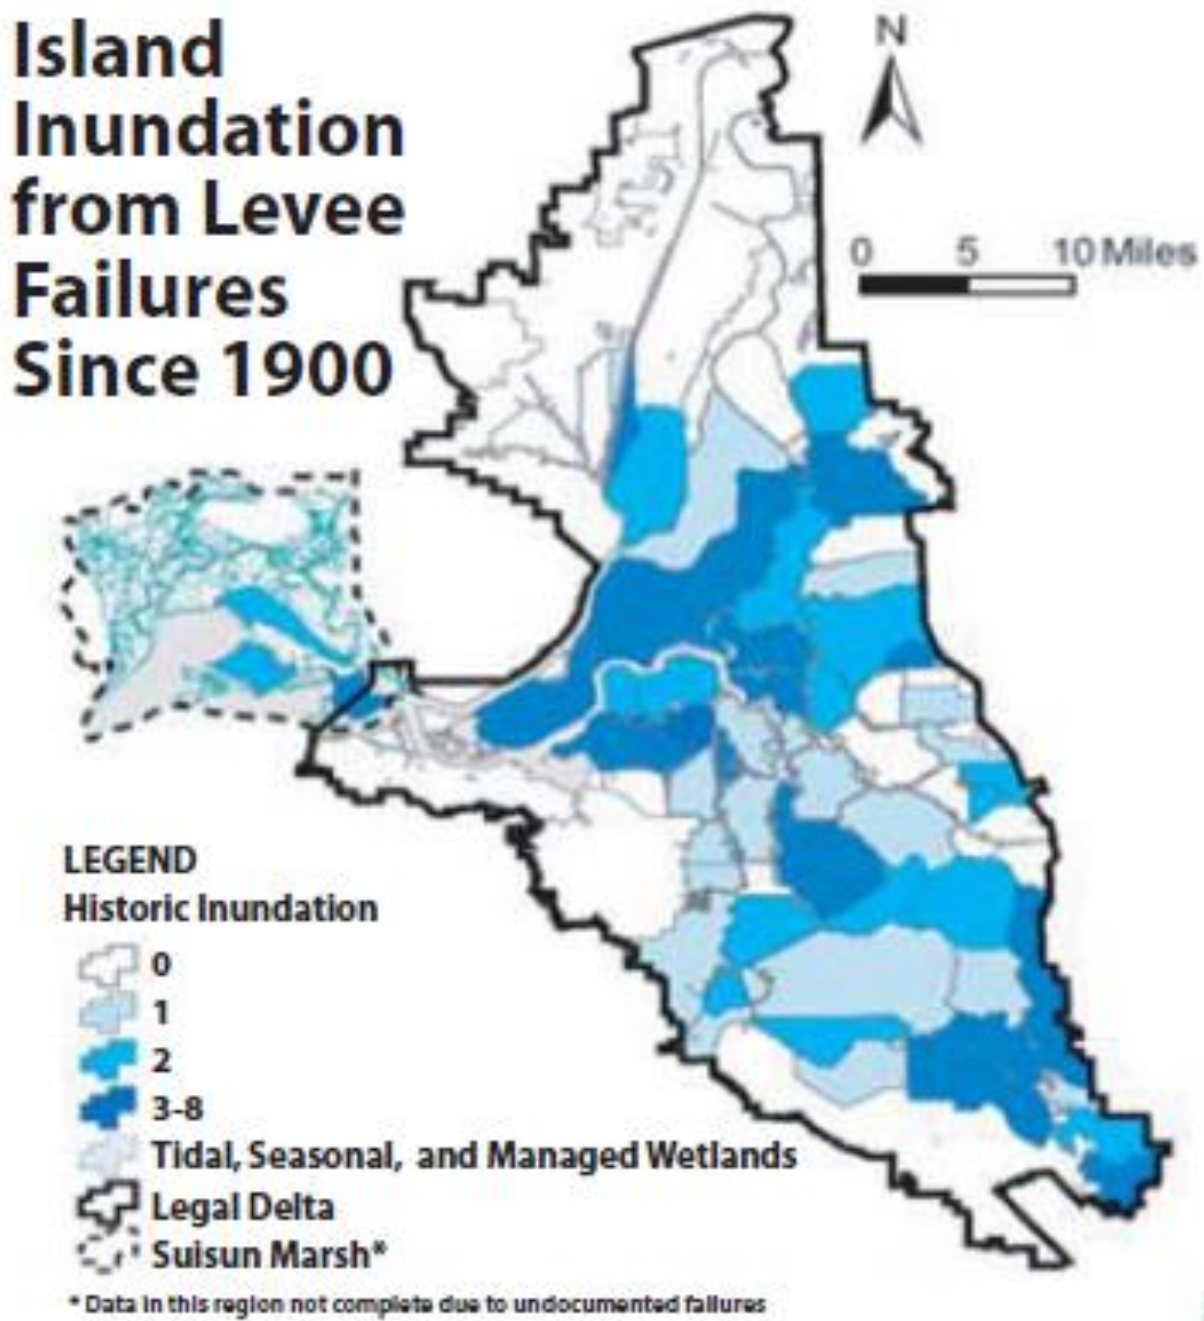 Island
Inundation
from Levee
Failures
Since 1900
N
0 5 10 Miles
LEGEND
Historic Inundation
0
1
2
3-8
Tidal, Seasonal, and Managed Wetlands
Legal Delta
Suisun Marsh*
* Data in this region not complete due to undocumented failures